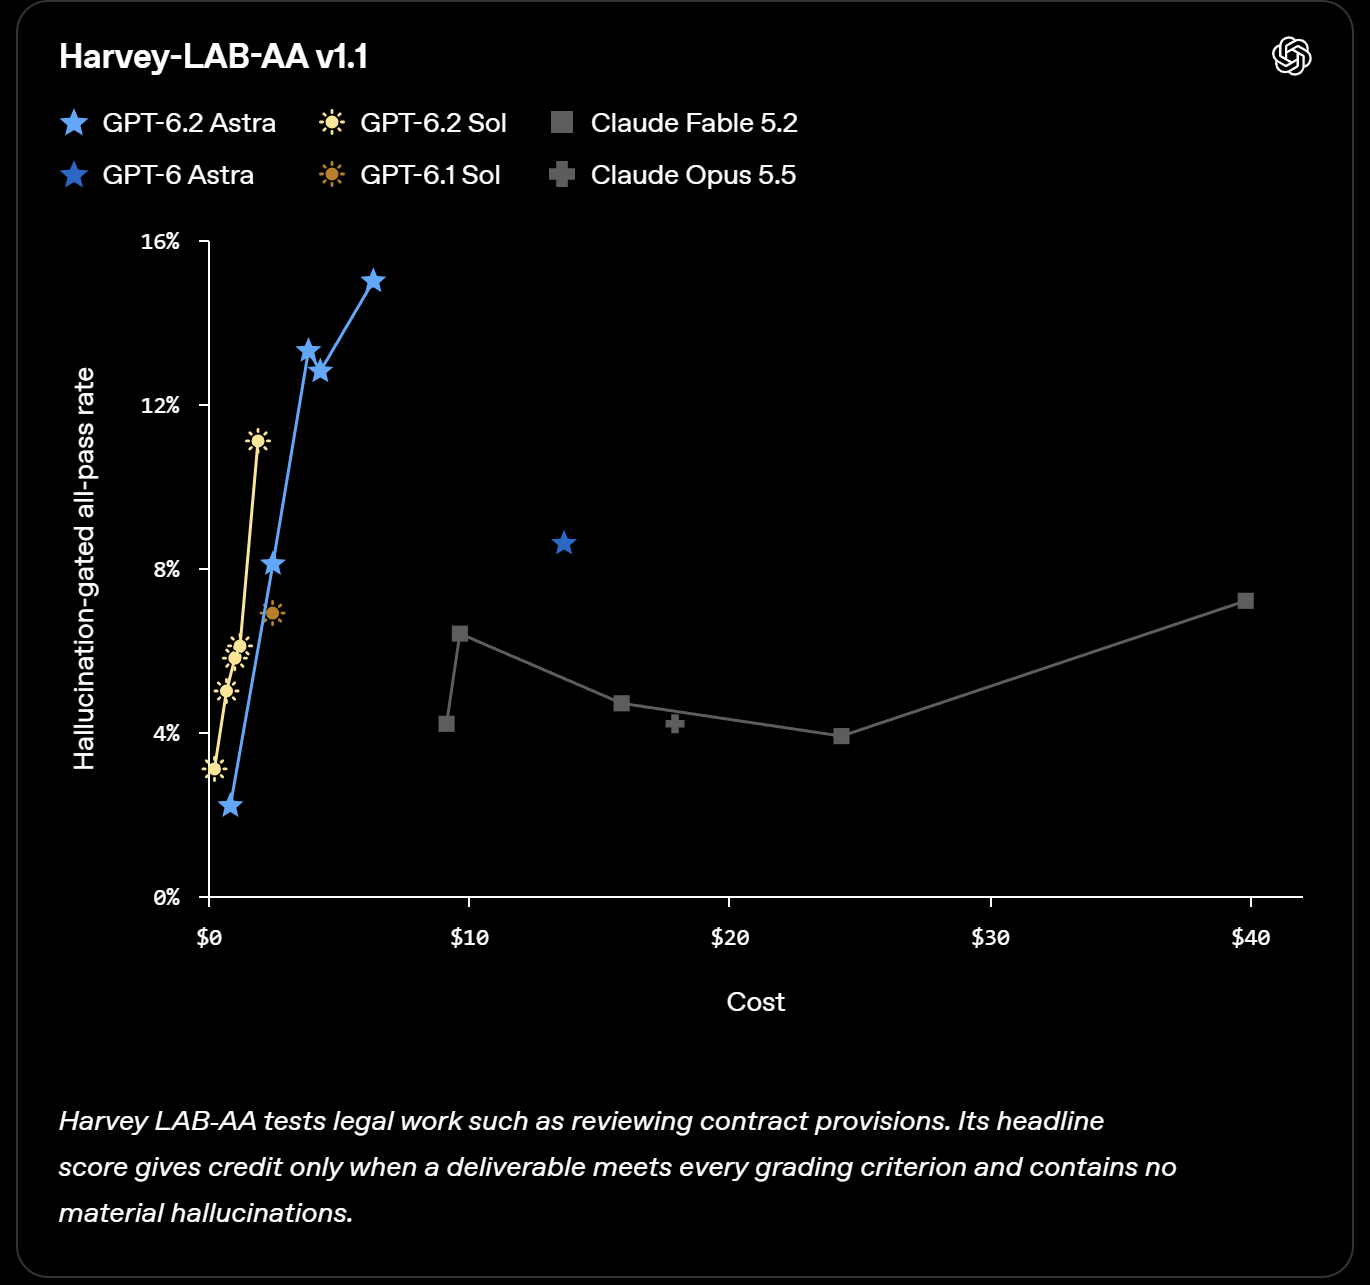 Harvey-LAB-AA v1.1
GPT-6.2 Astra
GPT-6.2 Sol
Claude Fable 5.2
GPT-6 Astra
GPT-6.1 Sol
Claude Opus 5.5
Hallucination-gated all-pass rate
16%
12%
8%
4%
0%
$0
$10
$20
$30
$40
Cost
Harvey LAB-AA tests legal work such as reviewing contract provisions. Its headline
score gives credit only when a deliverable meets every grading criterion and contains no
material hallucinations.